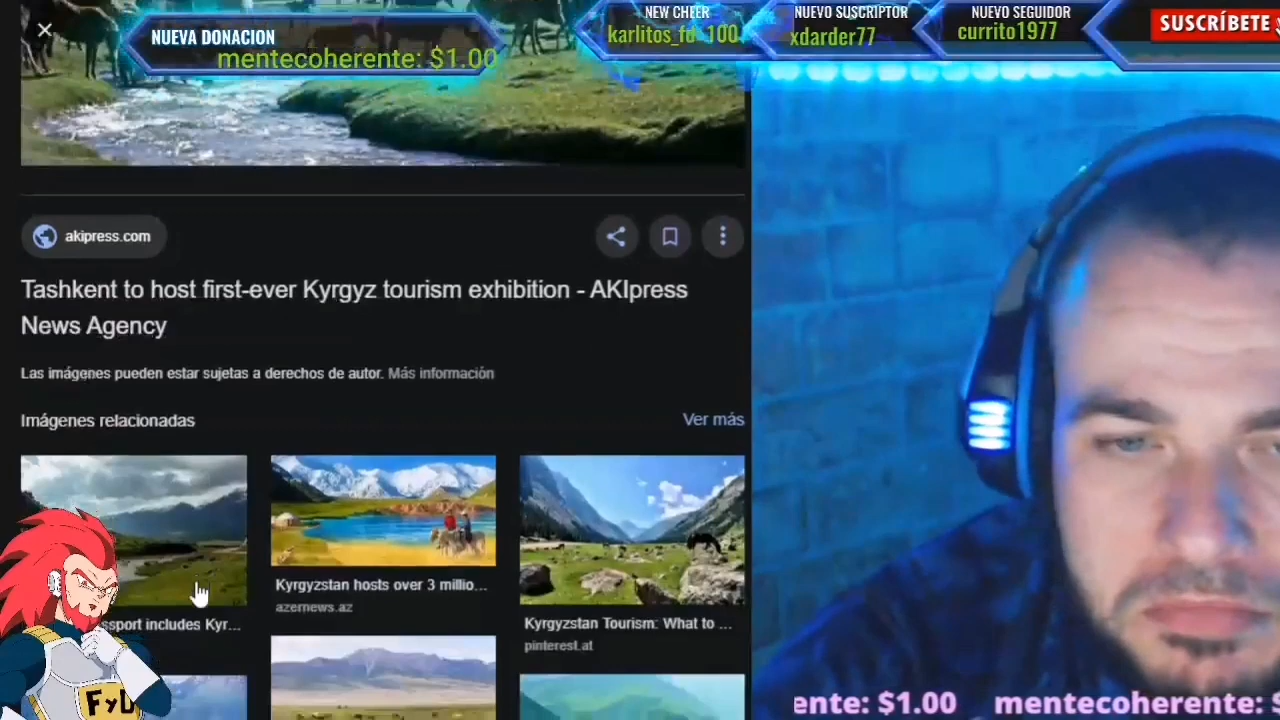 NUEVA DONACION
mentecoherente: $1.00
NEW CHEER
karlitos_fd 100
NUEVO SUSCRIPTOR
xdarder77
NUEVO SEGUIDOR
currito1977
SUSCRÍBETE
akipress.com
Tashkent to host first-ever Kyrgyz tourism exhibition - AKIpress
News Agency
Las imágenes pueden estar sujetas a derechos de autor. Más información
Imágenes relacionadas
Ver más
ssport includes Kyr...
Kyrgyzstan hosts over 3 millio...
azernews.az
Kyrgyzstan Tourism: What to ...
pinterest.at
FyD
ente: $1.00 mentecoherente: $